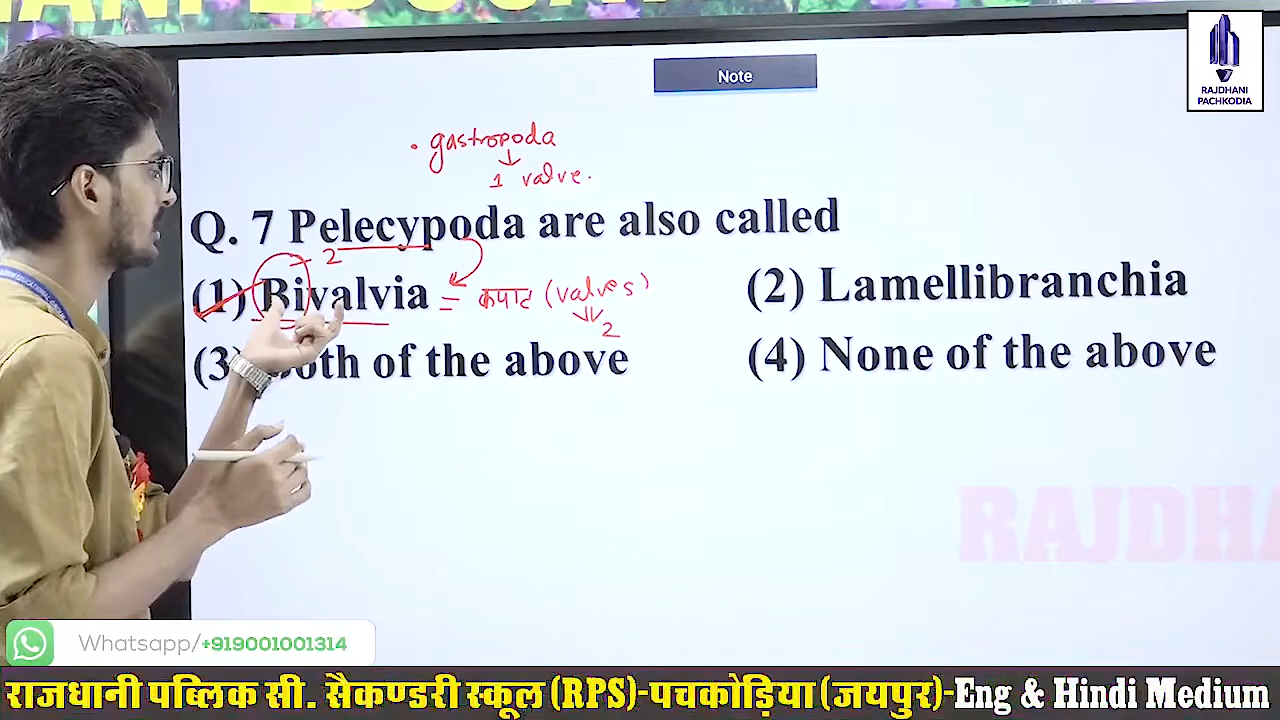 RAJDHANI
PACHKODIA
Note
. gastropoda
↓
1 valve.
Q. 7 Pelecypoda are also called
2
(1) Bivalvia = कपाट (valves)
2
(2) Lamellibranchia
(3) Both of the above
(4) None of the above
RAJDHA
Whatsapp/+919001001314
राजधानी पब्लिक सी. सैकण्डरी स्कूल (RPS)-पचकोड़िया (जयपुर)-Eng & Hindi Medium